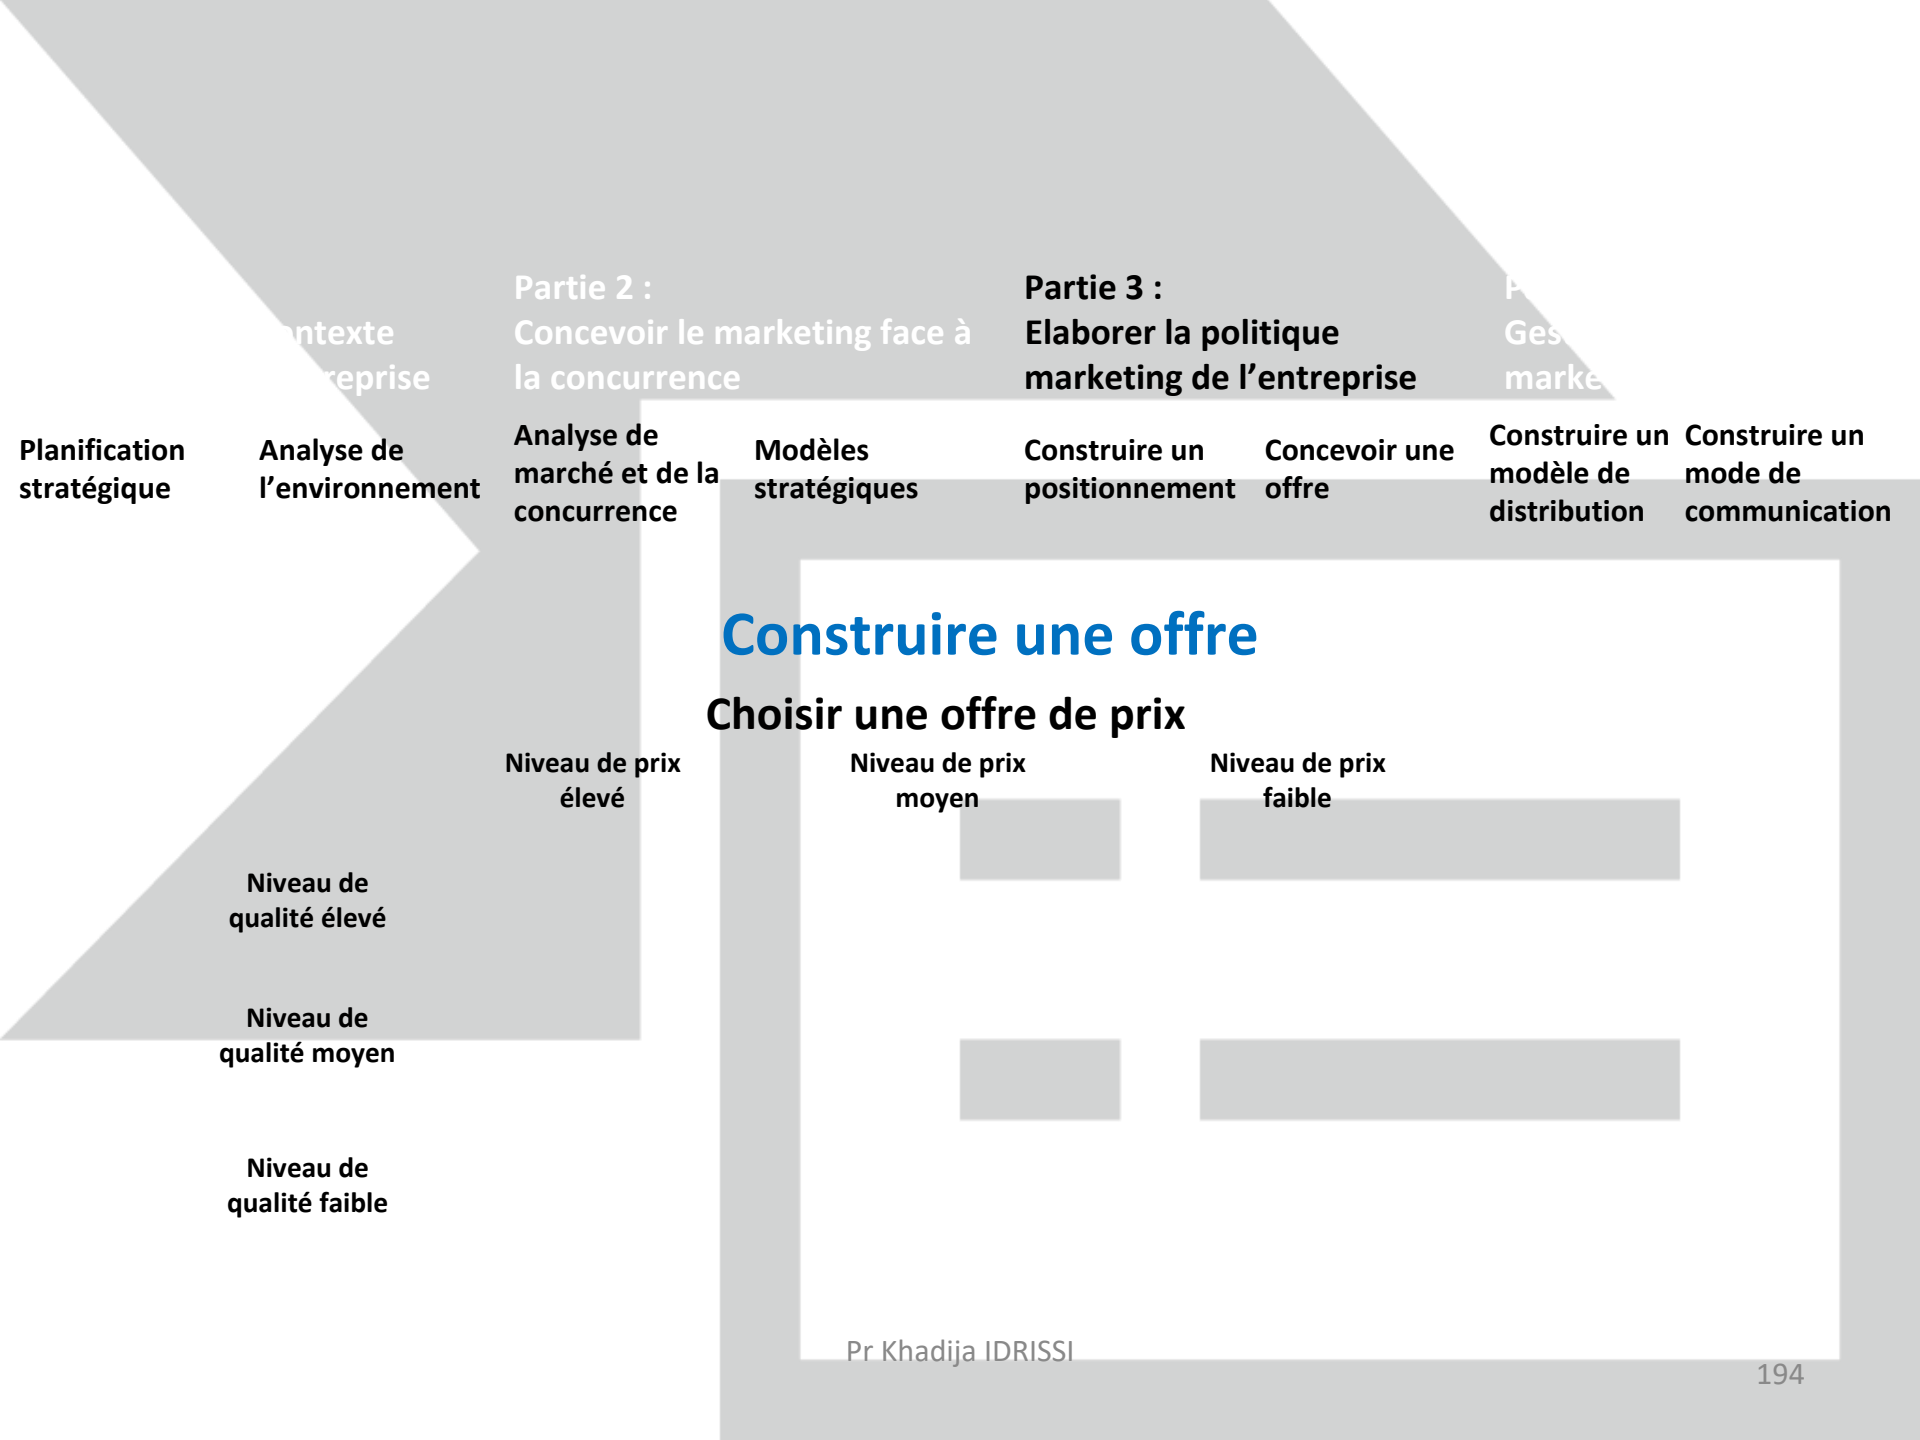 Partie 2 :
Concevoir le marketing face à
la concurrence
Partie 3 :
Elaborer la politique
marketing de l’entreprise
Planification
stratégique
Analyse de
l’environnement
Analyse de
marché et de la
concurrence
Modèles
stratégiques
Construire un
positionnement
Concevoir une
offre
Construire un
modèle de
distribution
Construire un
mode de
communication
Construire une offre
Choisir une offre de prix
Niveau de prix
élevé
Niveau de prix
moyen
Niveau de prix
faible
Niveau de
qualité élevé
Niveau de
qualité moyen
Niveau de
qualité faible
Pr Khadija IDRISSI
194